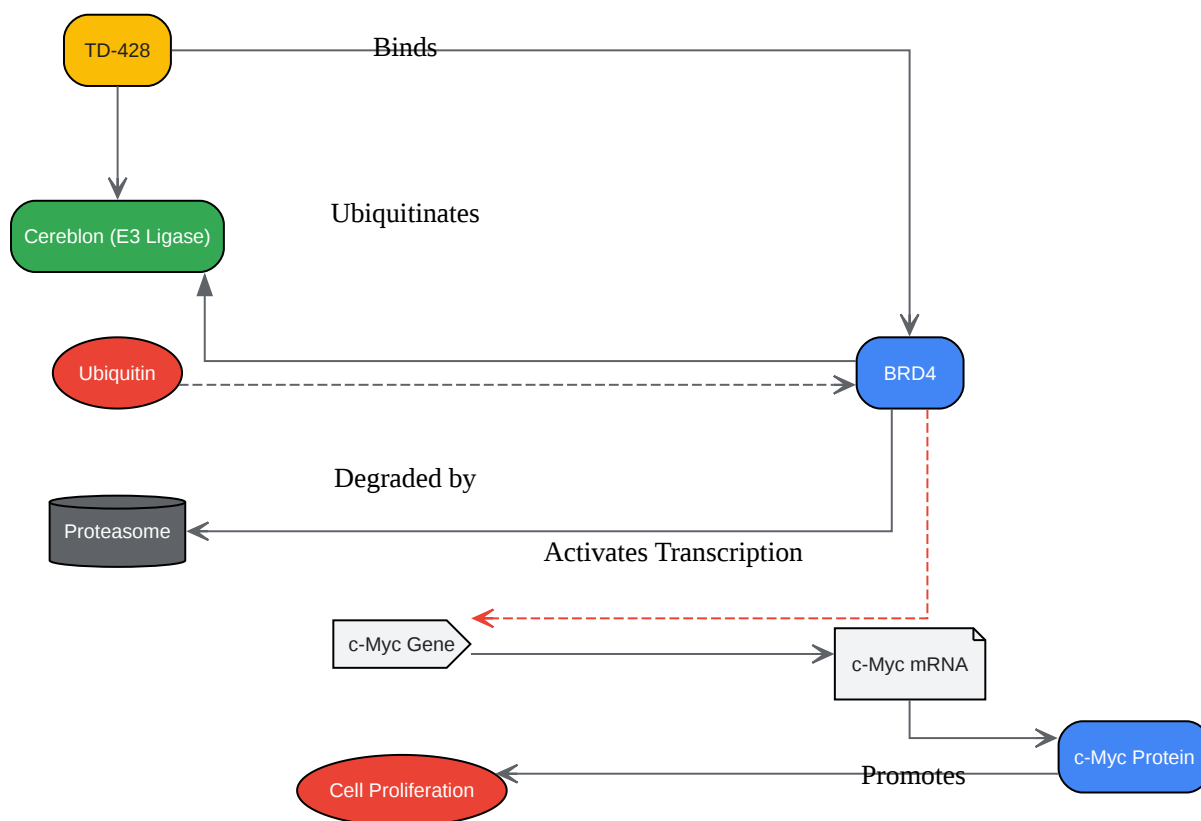 TD-428
Binds
Cereblon (E3 Ligase)
Ubiquitinates
Ubiquitin
BRD4
Degraded by
Proteasome
Activates Transcription
c-Myc Gene
c-Myc mRNA
c-Myc Protein
Promotes
Cell Proliferation